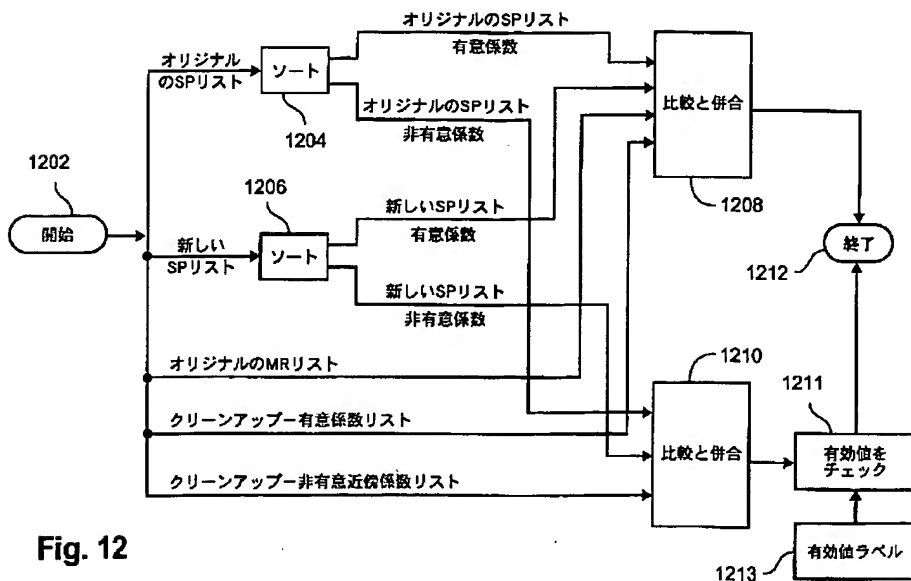 オリジナルのSPリスト
有意係数
オリジナル
のSPリスト
ソート
1204
オリジナルのSPリスト
非有意係数
比較と併合
1208
1202
開始
1206
新しい
SPリスト
ソート
新しいSPリスト
有意係数
新しいSPリスト
非有意係数
終了
1212
オリジナルのMRリスト
クリーンアップー有意係数リスト
クリーンアップー非有意近傍係数リスト
1210
比較と併合
1211
有効値を
チェック
有効値ラベル
1213
Fig. 12